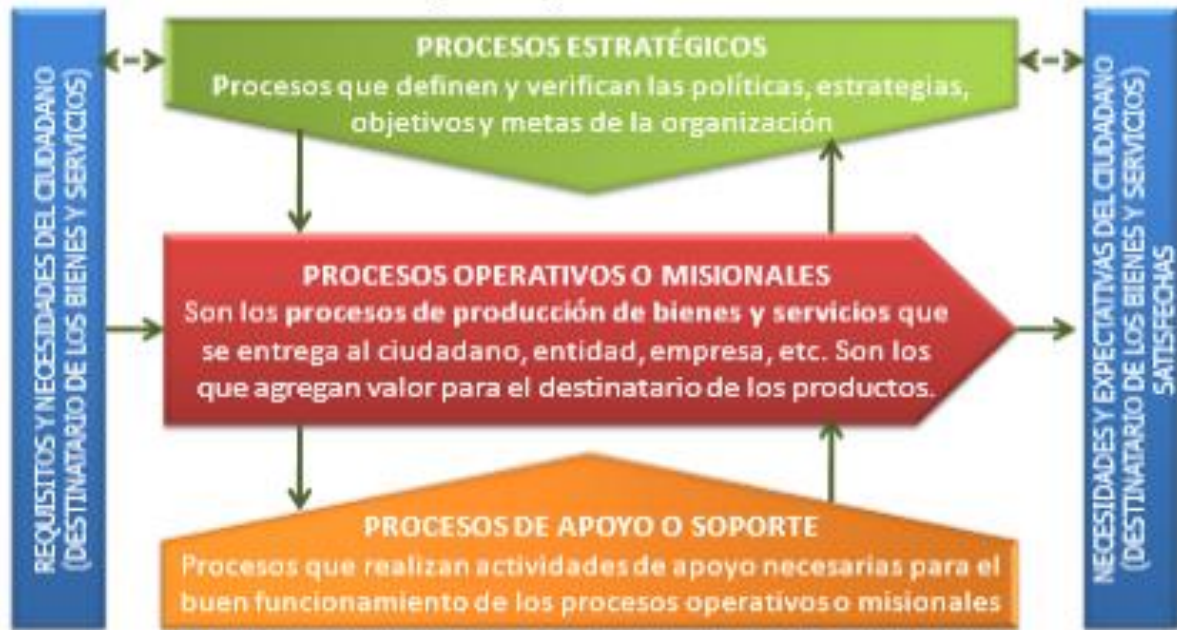 REQUISITOS Y NECESIDADES DEL CIUDADANO
(DESTINATARIO DE LOS BIENES Y SERVICIOS)
PROCESOS ESTRATÉGICOS
Procesos que definen y verifican las políticas, estrategias,
objetivos y metas de la organización
PROCESOS OPERATIVOS O MISIONALES
Son los procesos de producción de bienes y servicios que
se entrega al ciudadano, entidad, empresa, etc. Son los
que agregan valor para el destinatario de los productos.
PROCESOS DE APOYO O SOPORTE
Procesos que realizan actividades de apoyo necesarias para el
buen funcionamiento de los procesos operativos o misionales
NECESIDADES Y EXPECTATIVAS DEL CIUDADANO
(DESTINATARIO DE LOS BIENES Y SERVICIOS)
SATISFECHAS